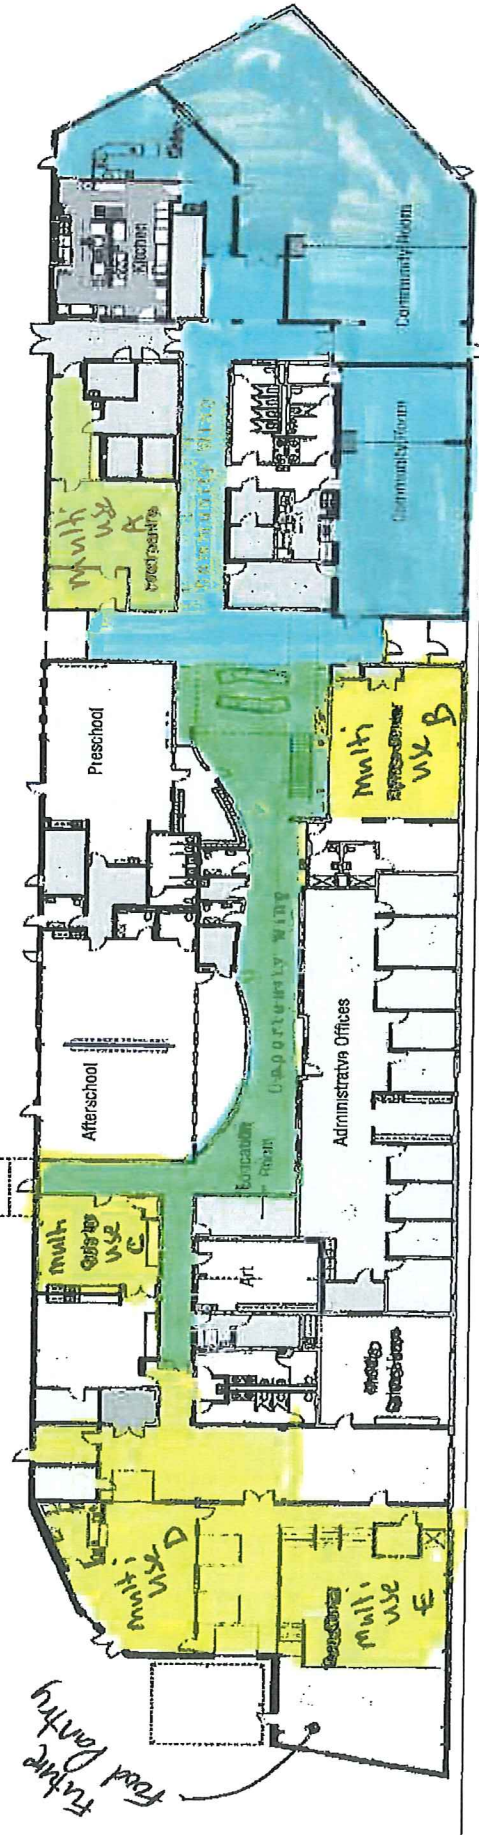 Kitchen
Community Room
Community Room
Community Wing
Multi
use
A
Preschool
multi
use B
Opportunity Wing
Afterschool
Administrative Offices
Education
Room
multi
use
C
Art
multi
use D
multi
use
E
Future
Food Pantry